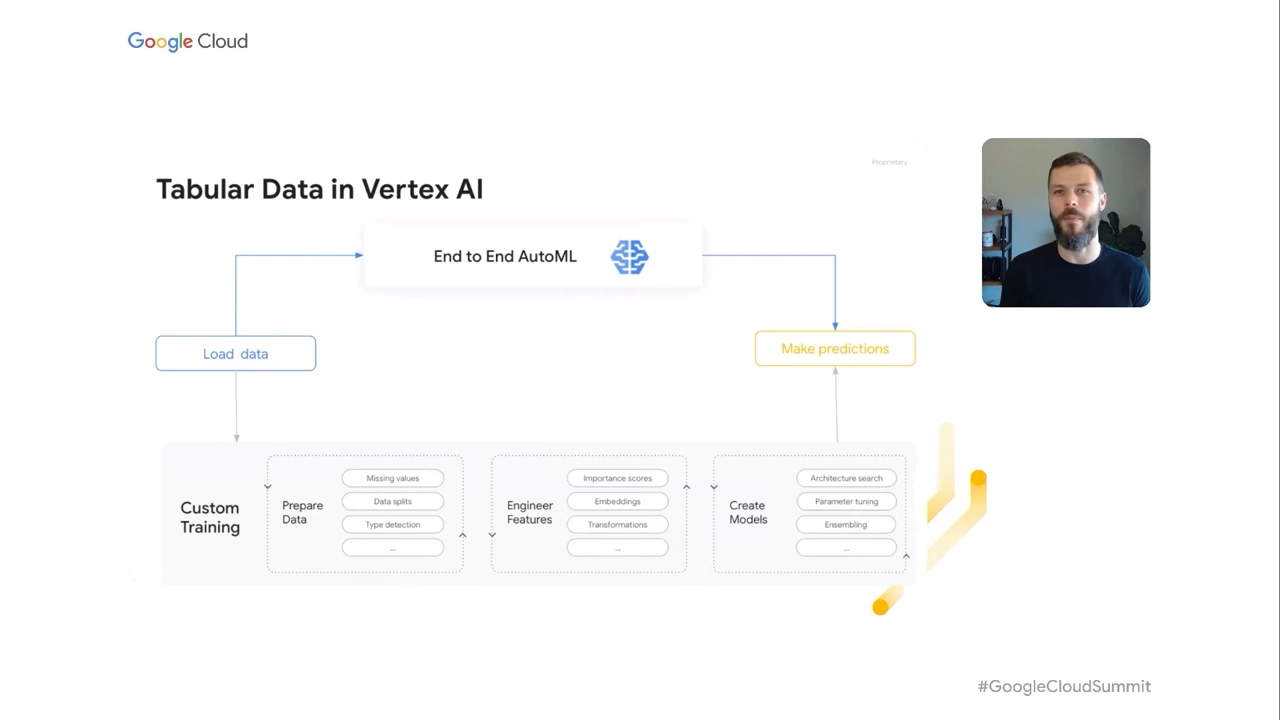 Google Cloud
Proprietary
Tabular Data in Vertex AI
End to End AutoML
Load data
Make predictions
Custom
Training
Prepare
Data
Missing values
Data splits
Type detection
...
Engineer
Features
Importance scores
Embeddings
Transformations
...
Create
Models
Architecture search
Parameter tuning
Ensembling
...
#GoogleCloudSummit